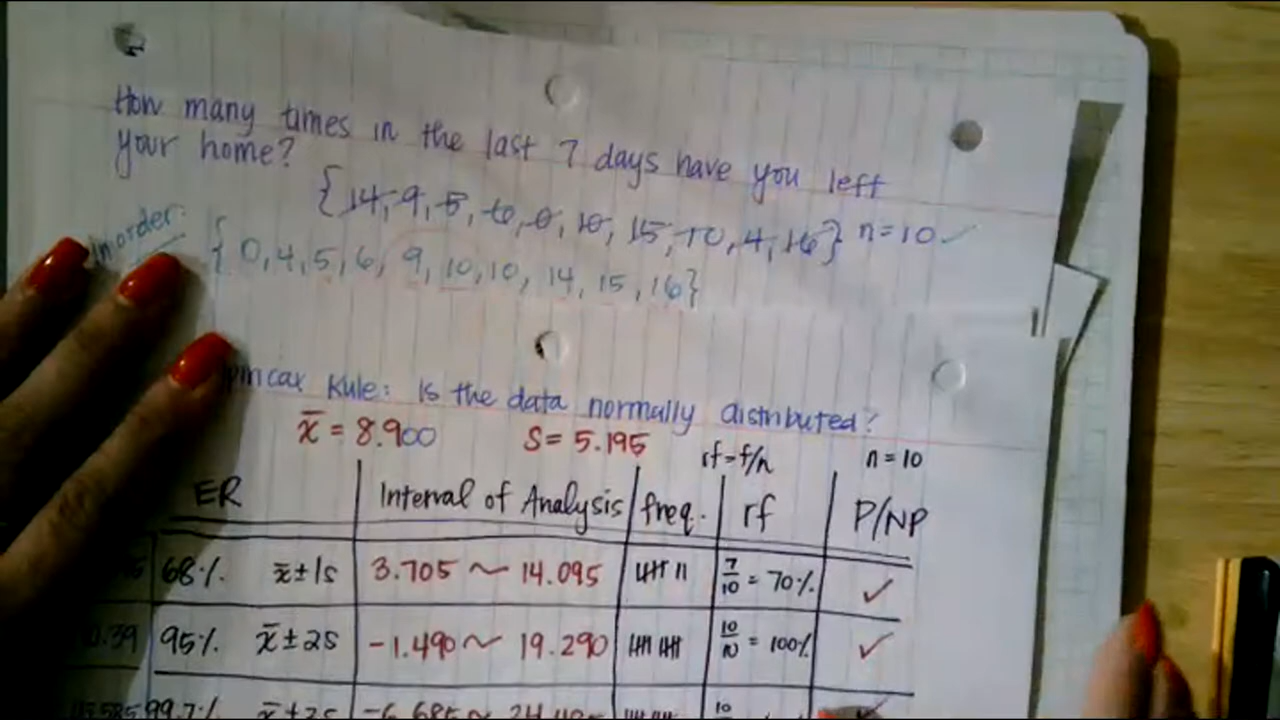 How many times in the last 7 days have you left
your home?
{14, 9, 5, 6, 0, 10, 15, 10, 4, 16} n=10 ✓
In order: { 0, 4, 5, 6, 9, 10, 10, 14, 15, 16}
Rule: Is the data normally distributed?
x̄ = 8.900 S = 5.195
rf = f/n n = 10
ER Interval of Analysis freq. rf P/NP
68% x̄±1s 3.705 ~ 14.095 7/10 = 70% ✓
.39 95% x̄±2s -1.490 ~ 19.290 10/10 = 100% ✓
99.7%